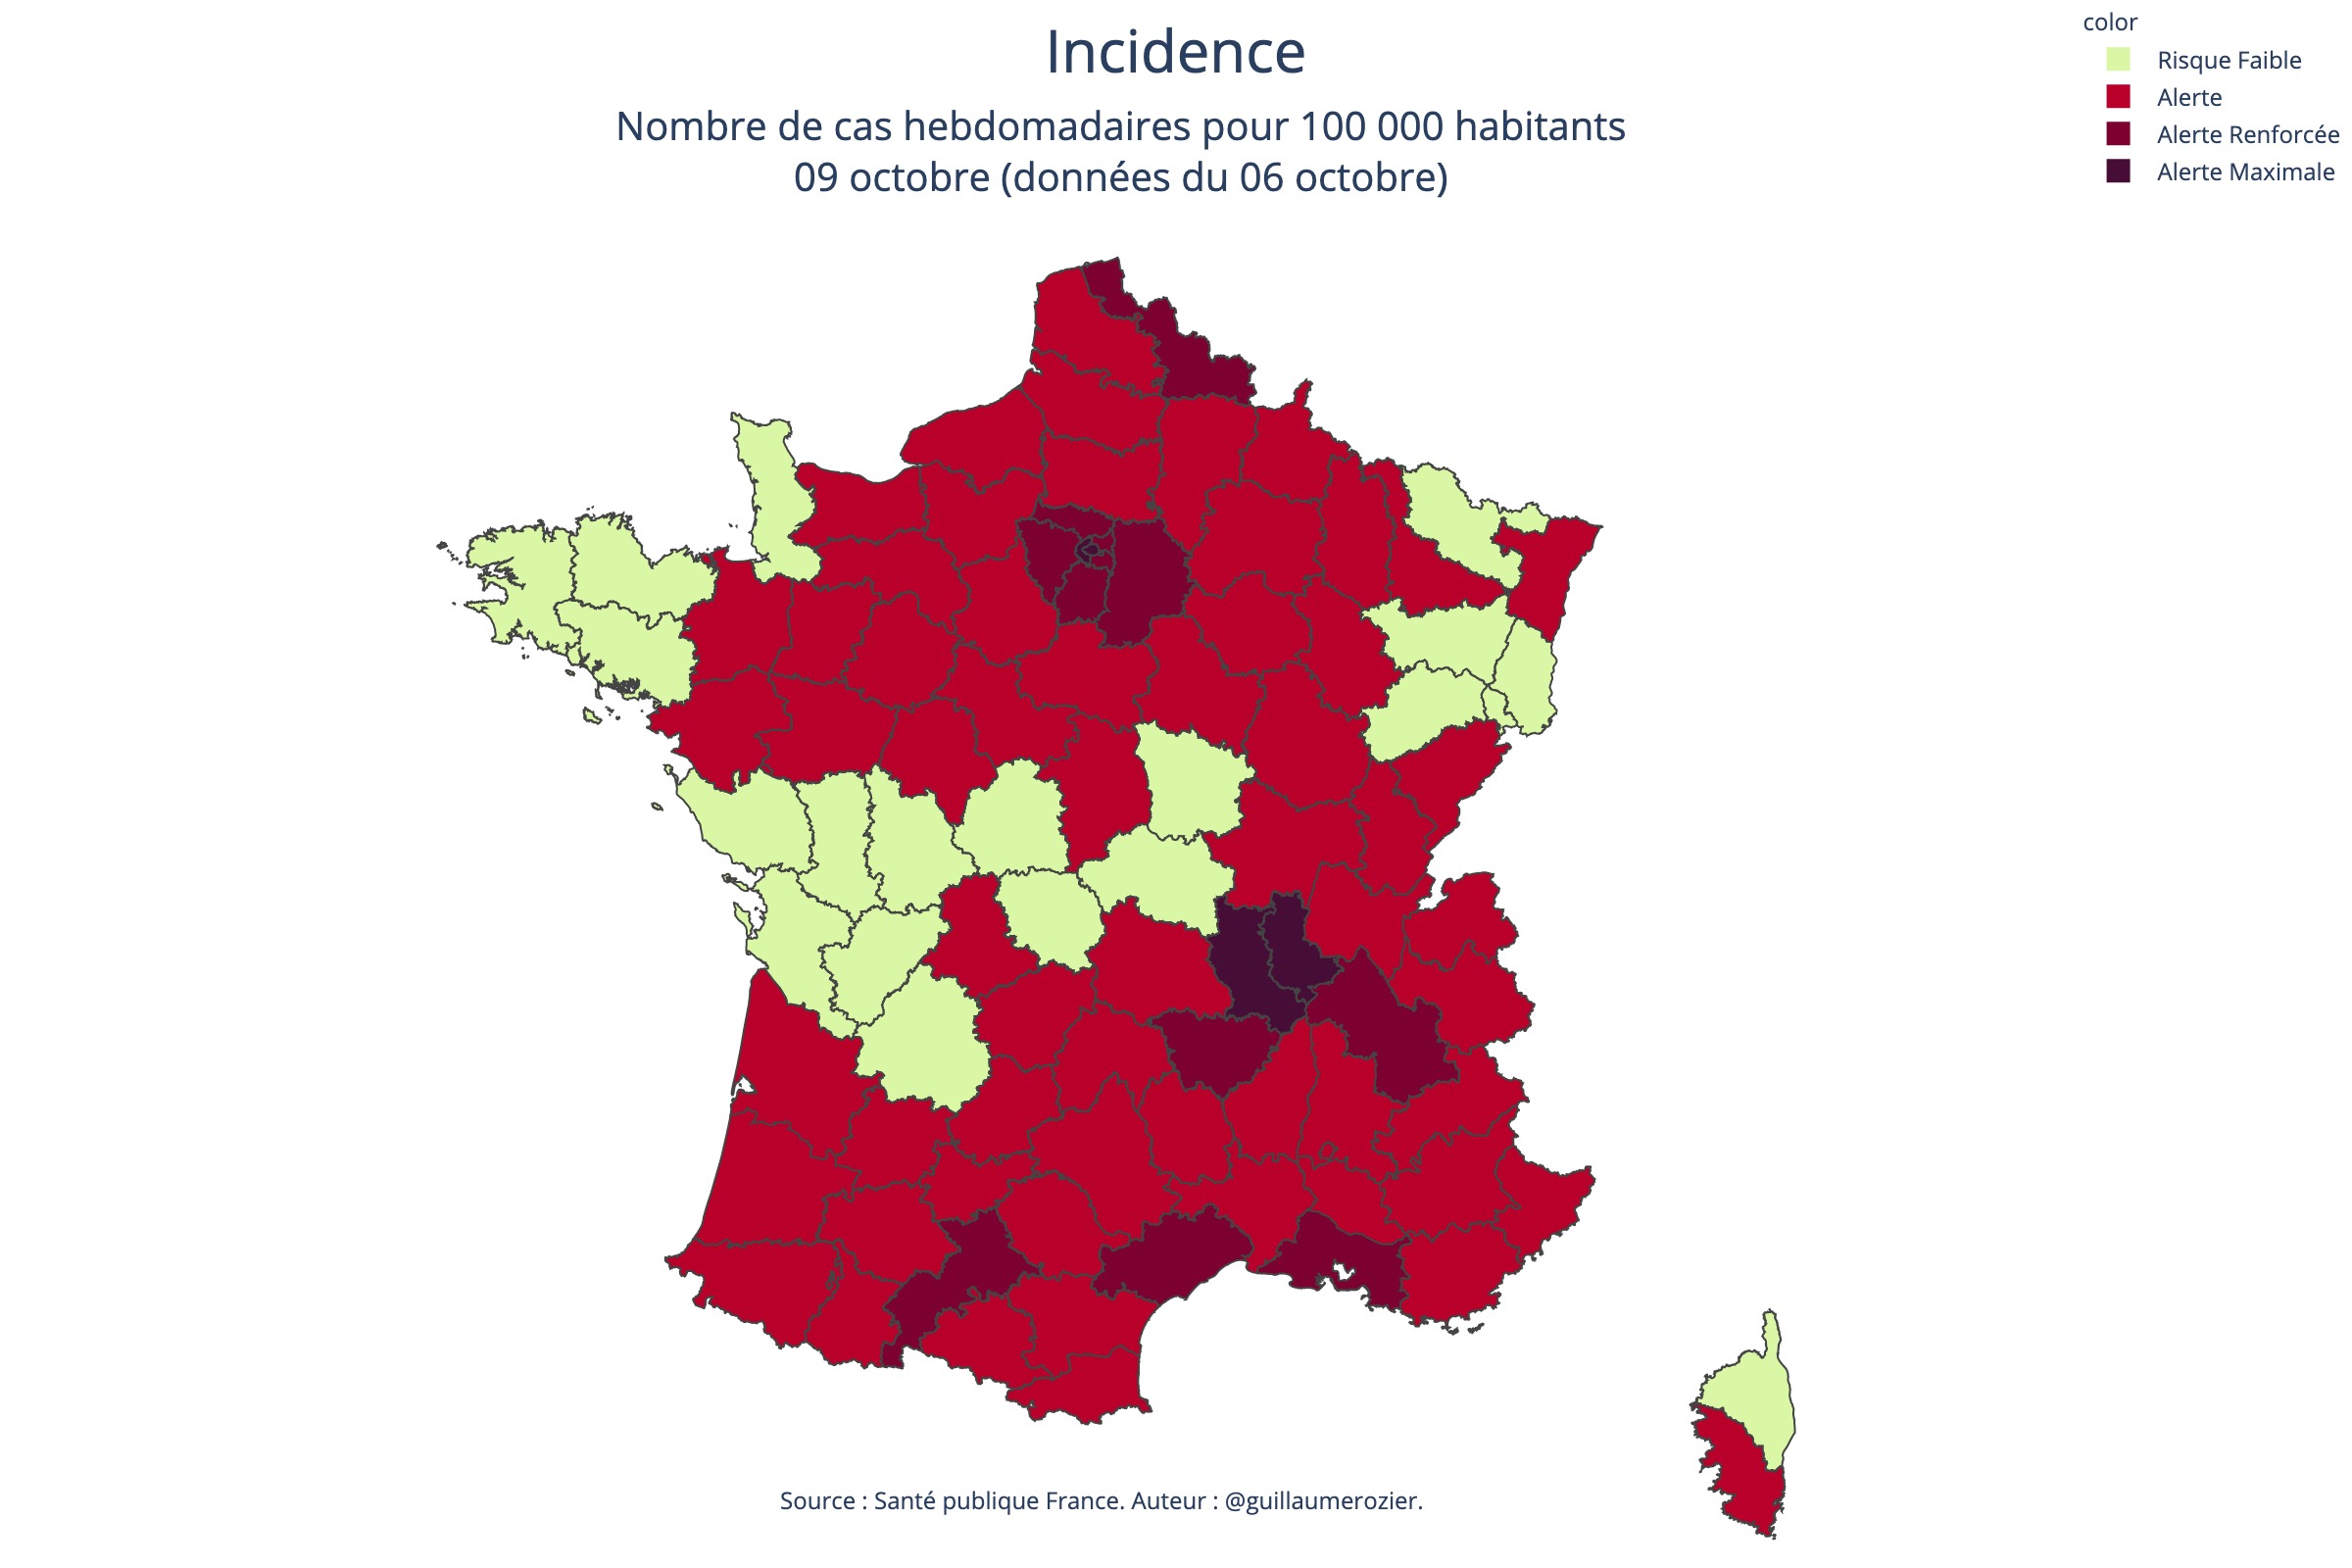 Incidence
Nombre de cas hebdomadaires pour 100 000 habitants
09 octobre (données du 06 octobre)
color
Risque Faible
Alerte
Alerte Renforcée
Alerte Maximale
Source : Santé publique France. Auteur : @guillaumerozier.